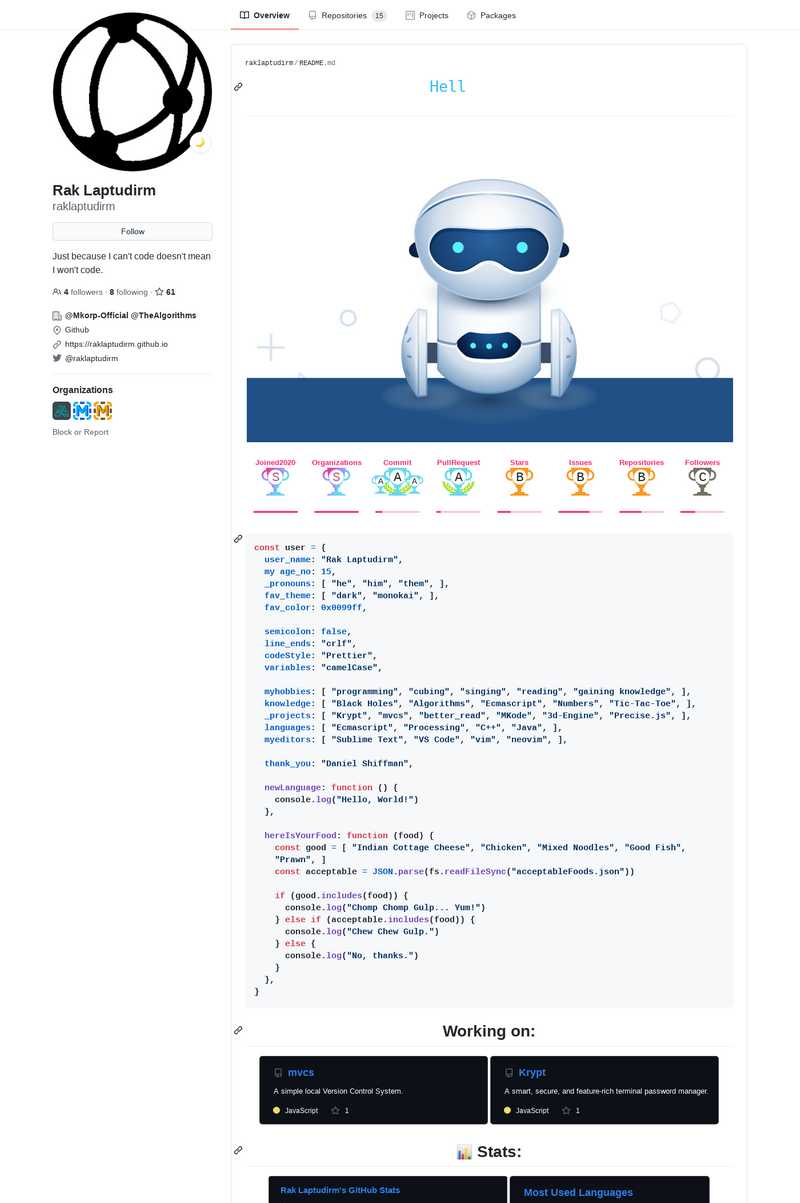 Overview
Repositories 15
Projects
Packages
Rak Laptudirm
raklaptudirm
Follow
Just because I can't code doesn't mean
I won't code.
4 followers · 8 following · 61
@Mkorp-Official @TheAlgorithms
Github
https://raklaptudirm.github.io
@raklaptudirm
Organizations
Block or Report
raklaptudirm/README.md
Hell
Joined2020 Organizations Commit PullRequest Stars Issues Repositories Followers
S S A A A A B B B C
const user = {
  user_name: "Rak Laptudirm",
  my age_no: 15,
  _pronouns: [ "he", "him", "them", ],
  fav_theme: [ "dark", "monokai", ],
  fav_color: 0x0099ff,
  semicolon: false,
  line_ends: "crlf",
  codeStyle: "Prettier",
  variables: "camelCase",
  myhobbies: [ "programming", "cubing", "singing", "reading", "gaining knowledge", ],
  knowledge: [ "Black Holes", "Algorithms", "Ecmascript", "Numbers", "Tic-Tac-Toe", ],
  _projects: [ "Krypt", "mvcs", "better_read", "MKode", "3d-Engine", "Precise.js", ],
  languages: [ "Ecmascript", "Processing", "C++", "Java", ],
  myeditors: [ "Sublime Text", "VS Code", "vim", "neovim", ],
  thank_you: "Daniel Shiffman",
  newLanguage: function () {
    console.log("Hello, World!")
  },
  hereIsYourFood: function (food) {
    const good = [ "Indian Cottage Cheese", "Chicken", "Mixed Noodles", "Good Fish",
    "Prawn", ]
    const acceptable = JSON.parse(fs.readFileSync("acceptableFoods.json"))
    if (good.includes(food)) {
      console.log("Chomp Chomp Gulp... Yum!")
    } else if (acceptable.includes(food)) {
      console.log("Chew Chew Gulp.")
    } else {
      console.log("No, thanks.")
    }
  },
}
Working on:
mvcs
A simple local Version Control System.
JavaScript 1
Krypt
A smart, secure, and feature-rich terminal password manager.
JavaScript 1
📊 Stats:
Rak Laptudirm's GitHub Stats
Most Used Languages